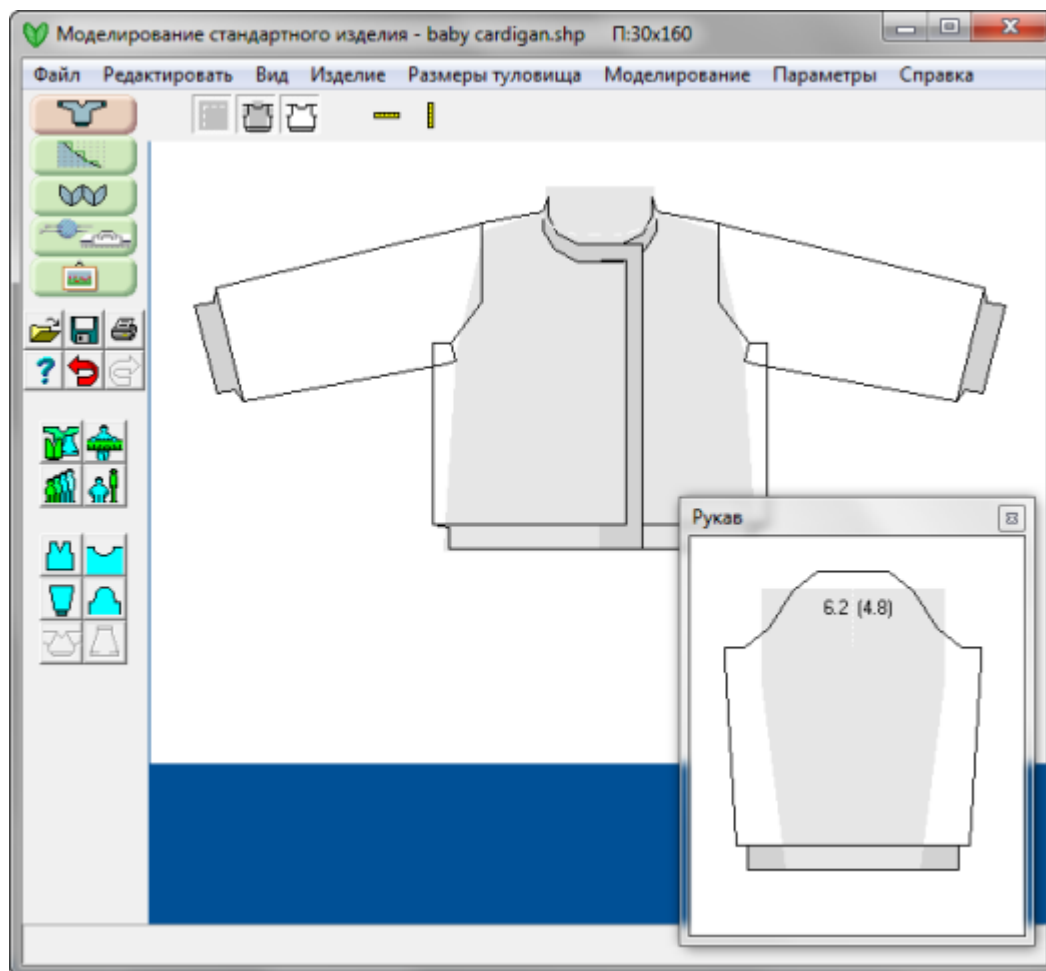 Моделирование стандартного изделия - baby cardigan.shp П:30x160
Файл Редактировать Вид Изделие Размеры туловища Моделирование Параметры Справка
Рукав
6.2 (4.8)